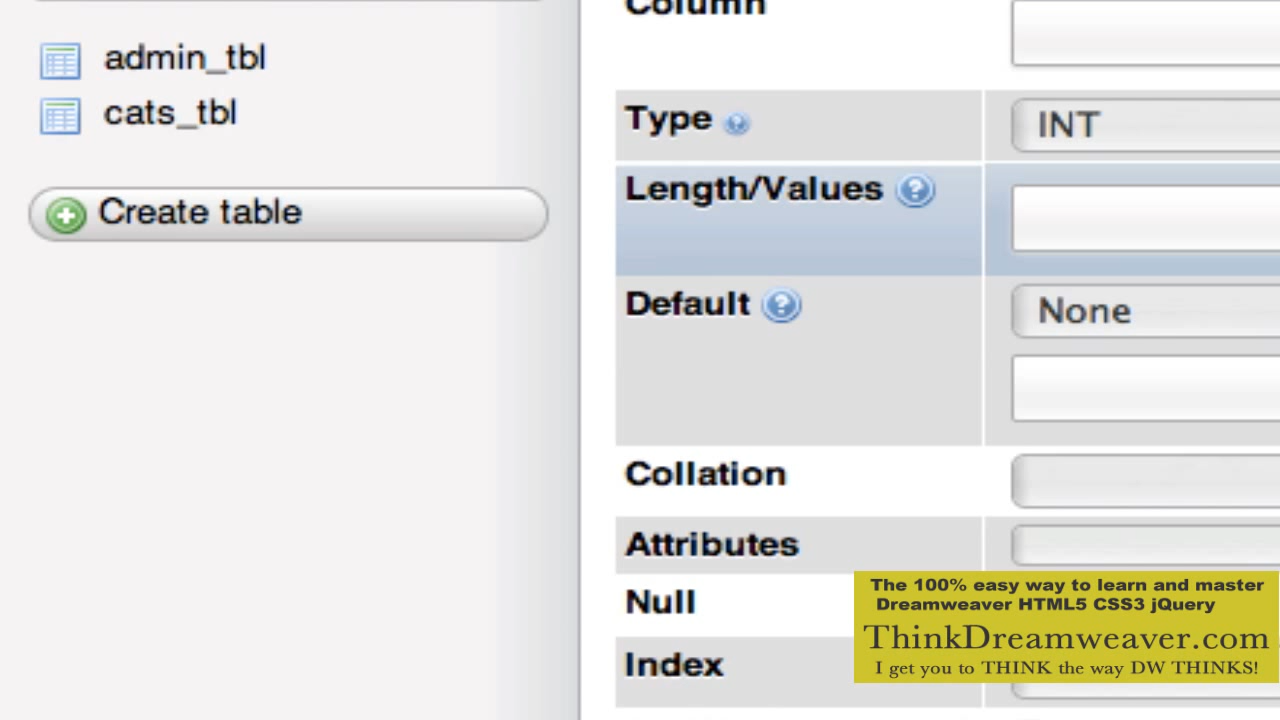 admin_tbl
cats_tbl
Create table
Column
Type
INT
Length/Values
Default
None
Collation
Attributes
Null
Index
The 100% easy way to learn and master
Dreamweaver HTML5 CSS3 jQuery
ThinkDreamweaver.com
I get you to THINK the way DW THINKS!